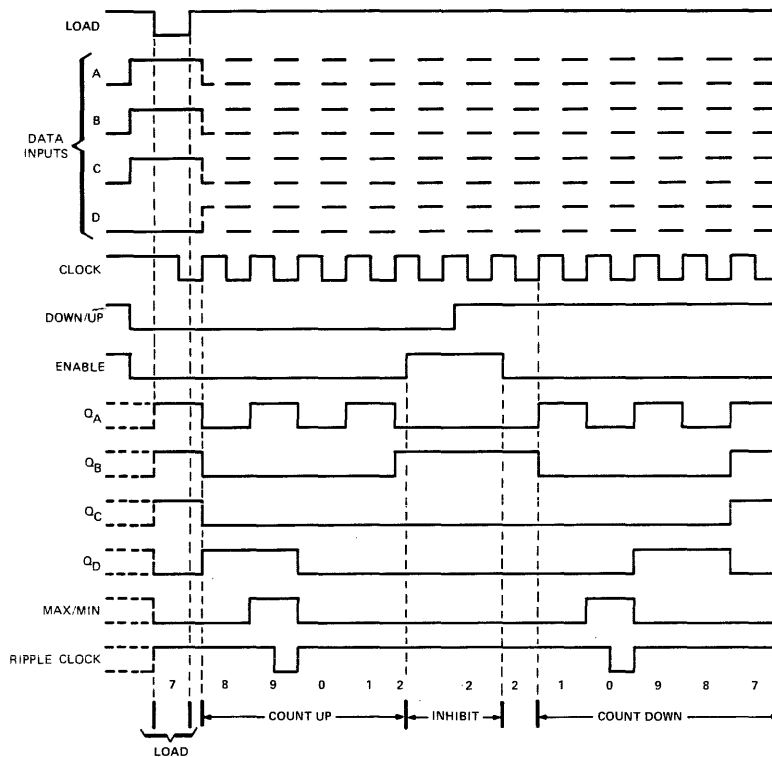 LOAD
A
B
DATA
INPUTS
C
D
CLOCK
DOWN/UP
ENABLE
QA
QB
QC
QD
MAX/MIN
RIPPLE CLOCK
7 8 9 0 1 2 2 2 1 0 9 8 7
COUNT UP INHIBIT COUNT DOWN
LOAD